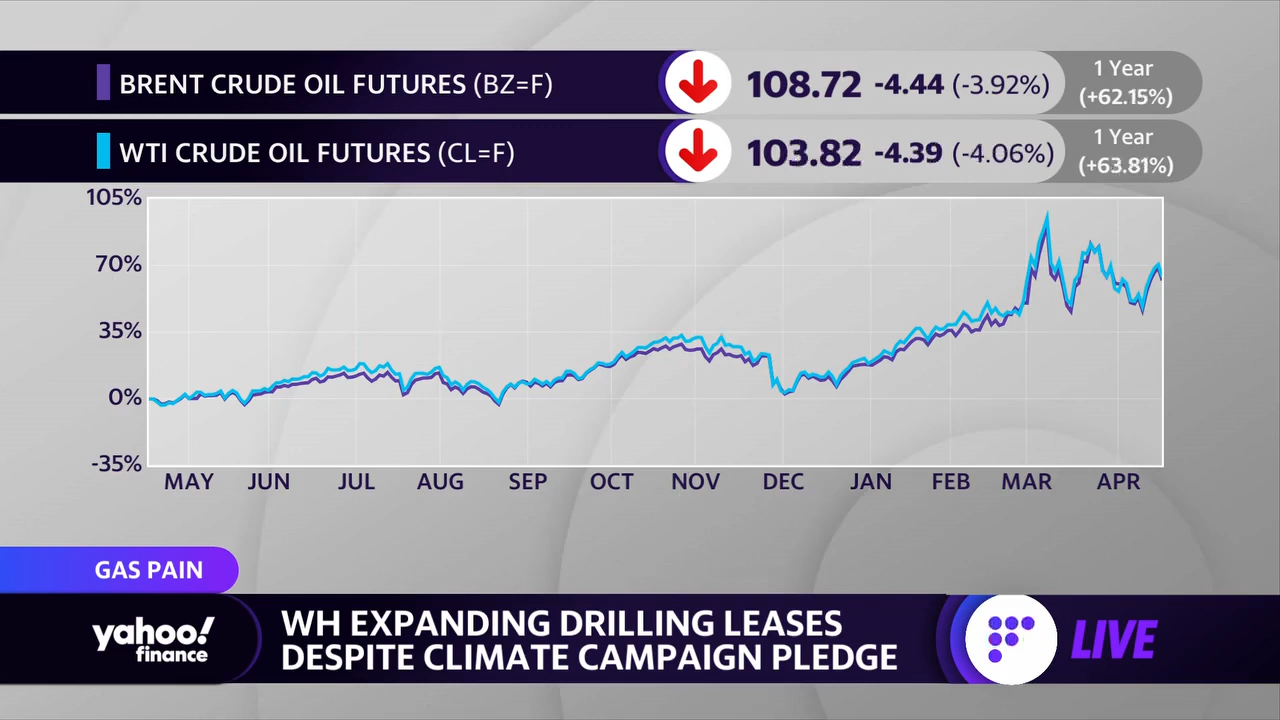 BRENT CRUDE OIL FUTURES (BZ=F) 108.72 -4.44 (-3.92%) 1 Year
(+62.15%)
WTI CRUDE OIL FUTURES (CL=F) 103.82 -4.39 (-4.06%) 1 Year
(+63.81%)
105%
70%
35%
0%
-35%
MAY JUN JUL AUG SEP OCT NOV DEC JAN FEB MAR APR
GAS PAIN
yahoo!
finance
WH EXPANDING DRILLING LEASES
DESPITE CLIMATE CAMPAIGN PLEDGE
LIVE